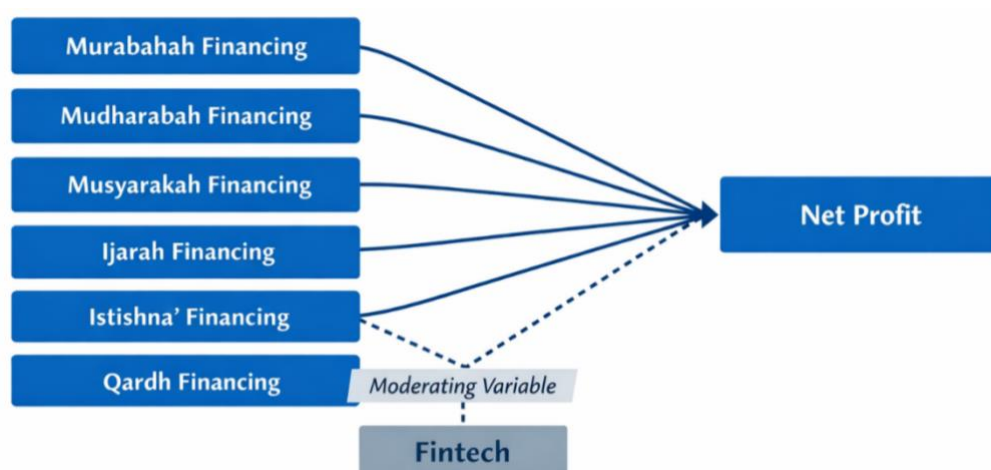 Murabahah Financing
Mudharabah Financing
Musyarakah Financing
Ijarah Financing
Istishna' Financing
Qardh Financing
Net Profit
Moderating Variable
Fintech